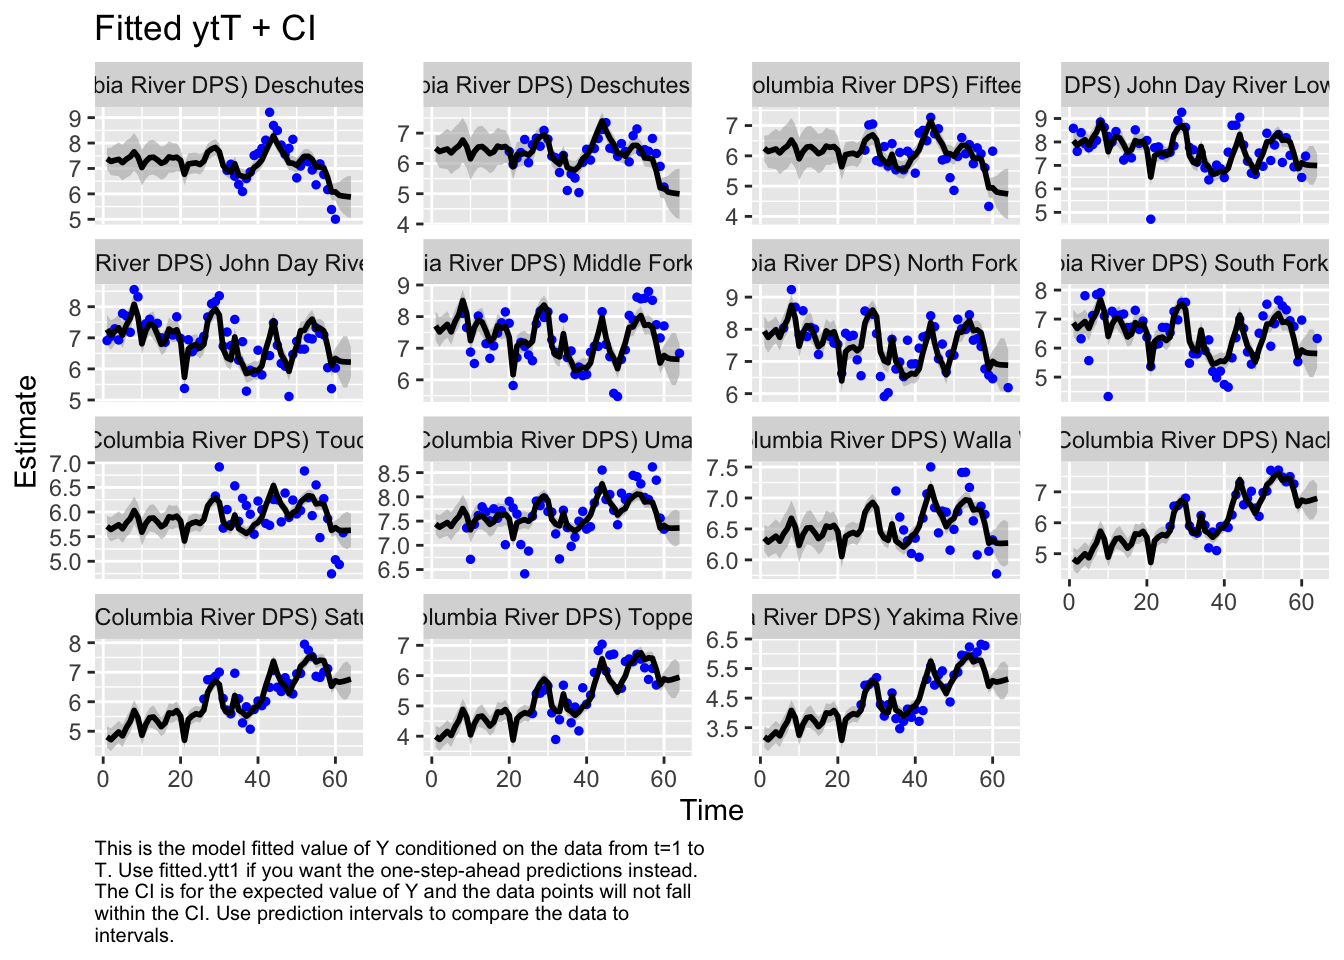 Fitted ytT + CI
bia River DPS) Deschutes
bia River DPS) Deschutes
olumbia River DPS) Fiftee
DPS) John Day River Low
9
8
7
6
5
7
6
5
4
7
6
5
4
9
8
7
6
5
River DPS) John Day Rive
ia River DPS) Middle Fork
bia River DPS) North Fork
bia River DPS) South Fork
8
7
6
5
9
8
7
6
9
8
7
6
8
7
6
5
Columbia River DPS) Touc
Columbia River DPS) Uma
olumbia River DPS) Walla
Columbia River DPS) Nach
7.0
6.5
6.0
5.5
5.0
8.5
8.0
7.5
7.0
6.5
7.5
7.0
6.5
6.0
7
6
5
0 20 40 60
Columbia River DPS) Satu
olumbia River DPS) Toppe
a River DPS) Yakima River
8
7
6
5
7
6
5
4
6.5
5.5
4.5
3.5
0 20 40 60
0 20 40 60
0 20 40 60
Estimate
Time
This is the model fitted value of Y conditioned on the data from t=1 to
T. Use fitted.ytt1 if you want the one-step-ahead predictions instead.
The CI is for the expected value of Y and the data points will not fall
within the CI. Use prediction intervals to compare the data to
intervals.